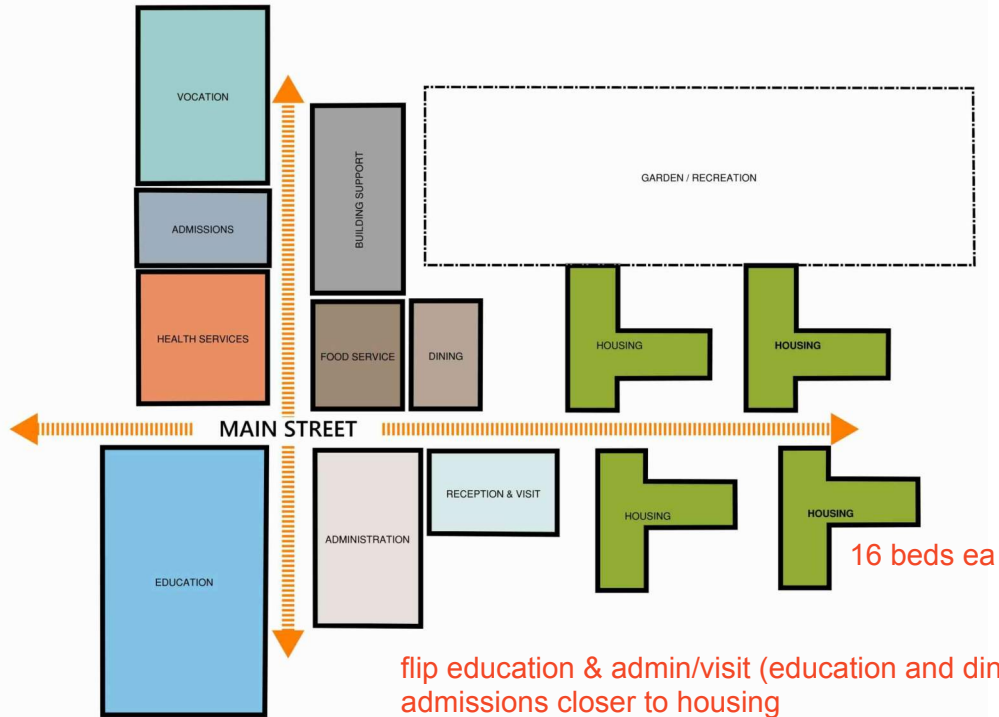 VOCATION
ADMISSIONS
BUILDING SUPPORT
GARDEN / RECREATION
HEALTH SERVICES
FOOD SERVICE
DINING
HOUSING
HOUSING
MAIN STREET
EDUCATION
ADMINISTRATION
RECEPTION & VISIT
HOUSING
HOUSING
16 beds ea
flip education & admin/visit (education and din
admissions closer to housing